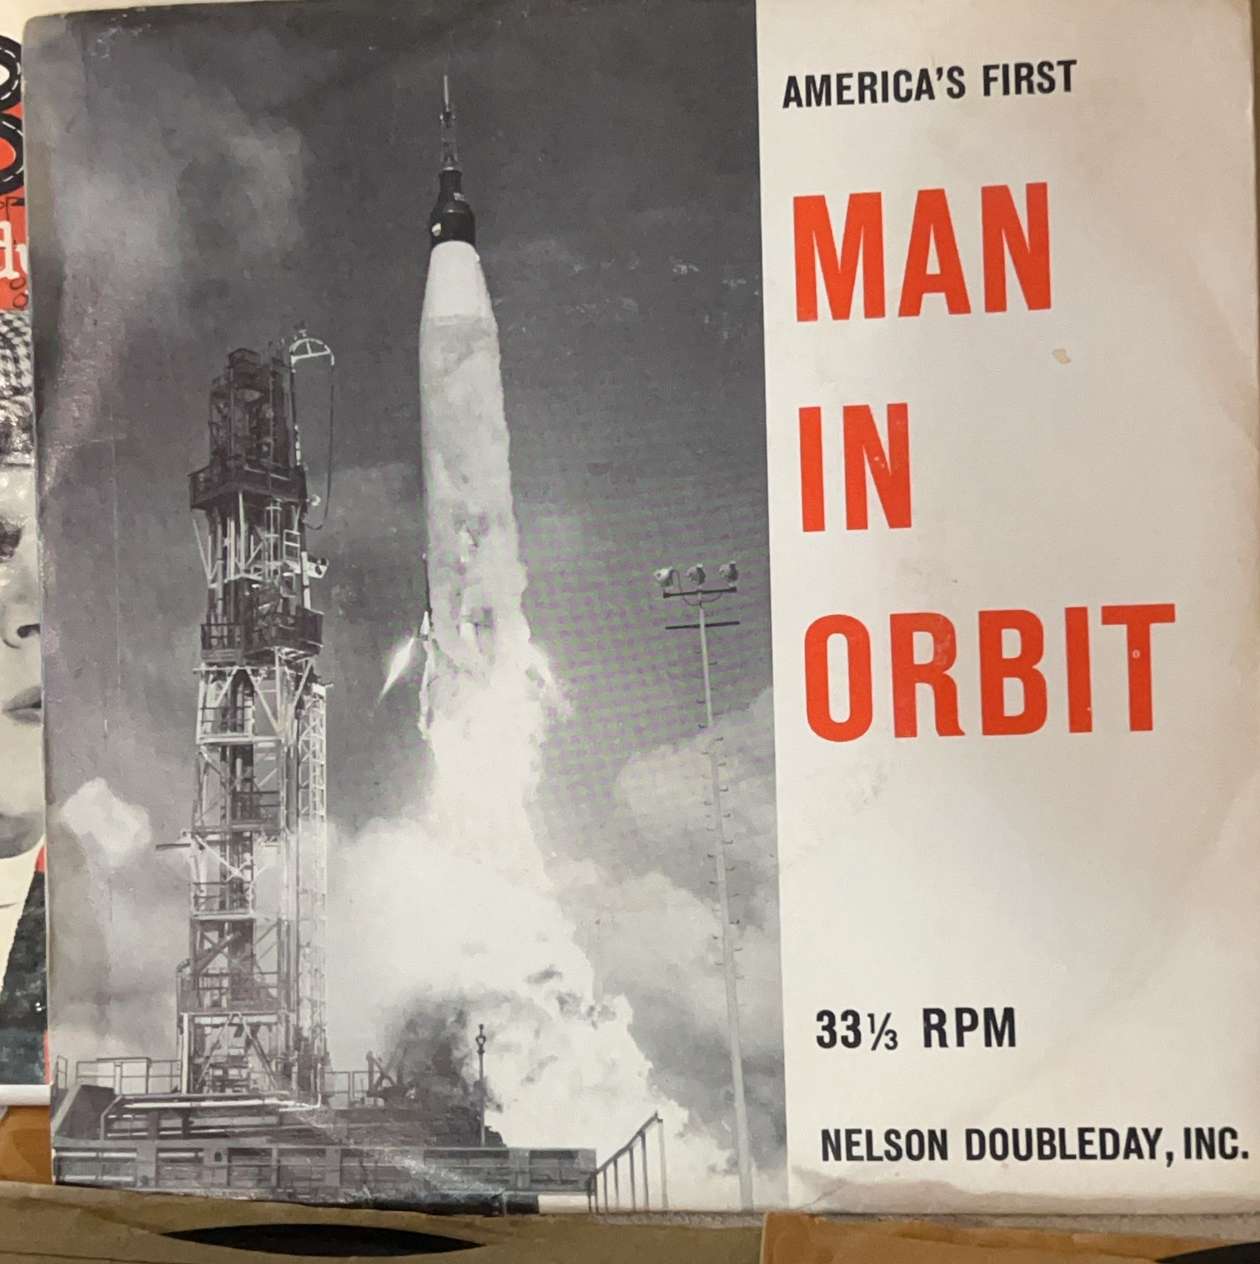 AMERICA'S FIRST
MAN
IN
ORBIT
33⅓ RPM
NELSON DOUBLEDAY, INC.